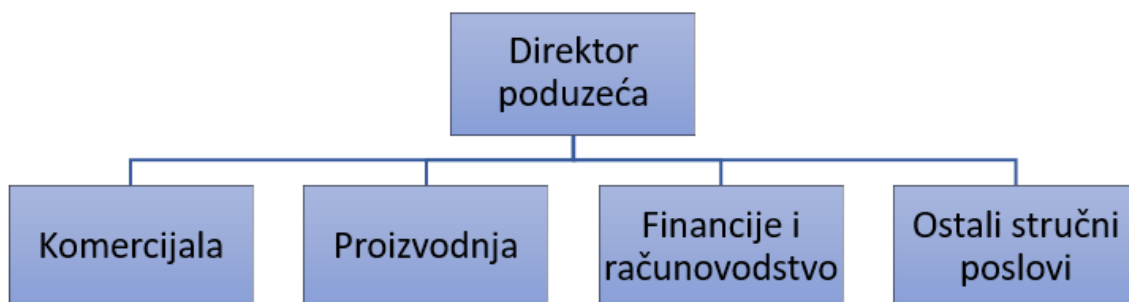 Direktor
poduzeća
Komercijala
Proizvodnja
Financije i
računovodstvo
Ostali stručni
poslovi